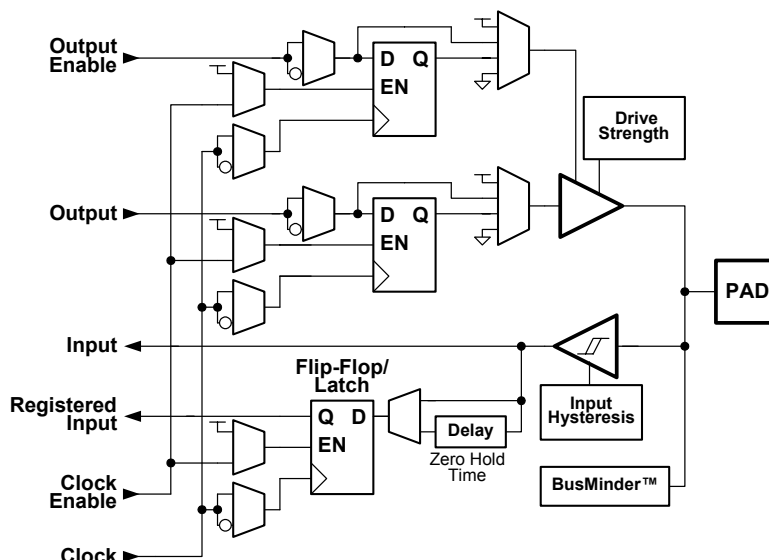 Output
Enable
D Q
EN
Drive
Strength
Output
D Q
EN
PAD
Input
Flip-Flop/
Latch
Registered
Input
Q D
EN
Delay
Zero Hold
Time
Input
Hysteresis
Clock
Enable
BusMinder™
Clock